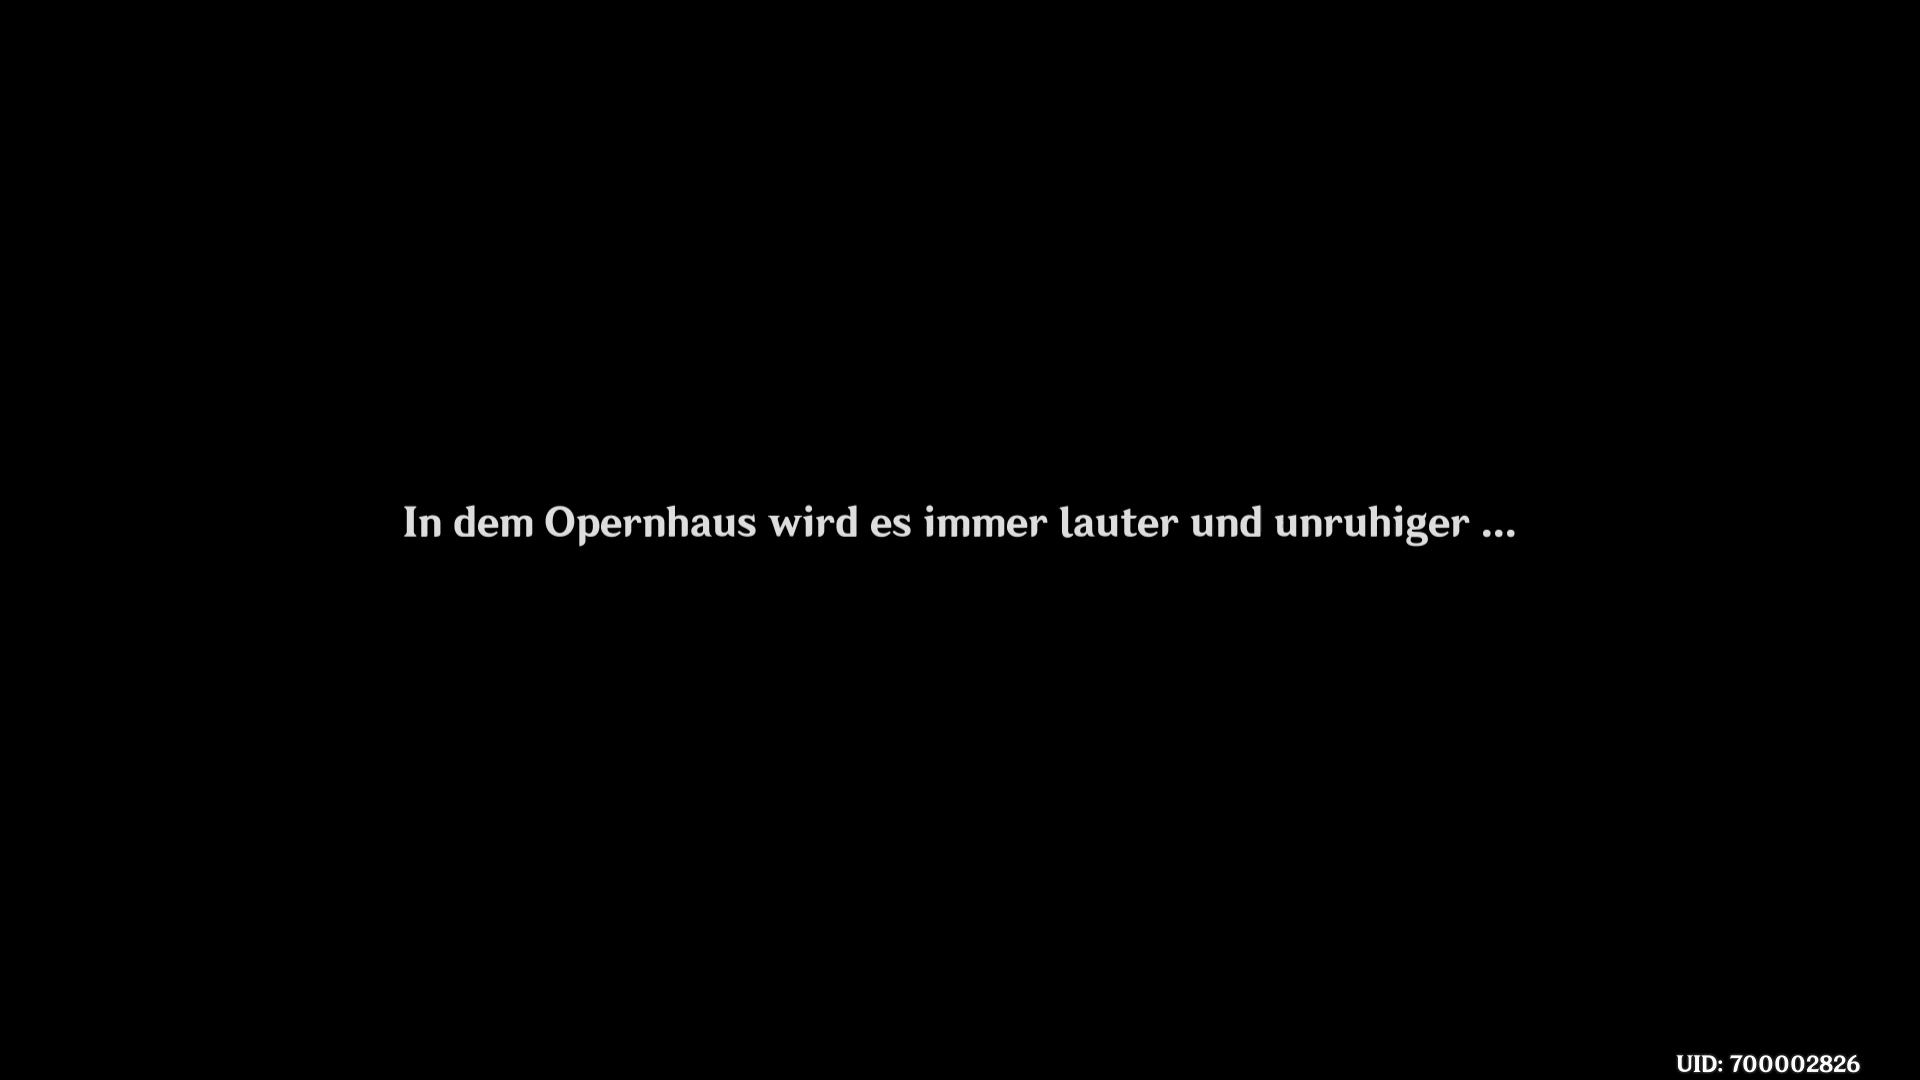 In dem Opernhaus wird es immer lauter und unruhiger ...
UID: 700002826